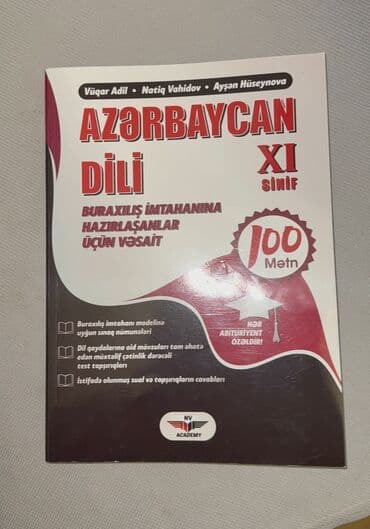 Vüqar Adil • Natiq Vahidov • Ayşən Hüseynova
AZƏRBAYCAN
DİLİ
XI
SİNİF
BURAXILIŞ İMTAHANINA
HAZIRLAŞANLAR
ÜÇÜN VƏSAİT
100
Mətn
HƏR
ABİTURİYENT
ÖZƏLDİR!
Buraxılış imtahanı modelinə
uyğun sınaq nümunələri
Dil qaydalarına aid mövzuları tam əhatə
edən müxtəlif çətinlik dərəcəli
test tapşırıqları
İstifadə olunmuş sual və tapşırıqların cavabları
NV
ACADEMY